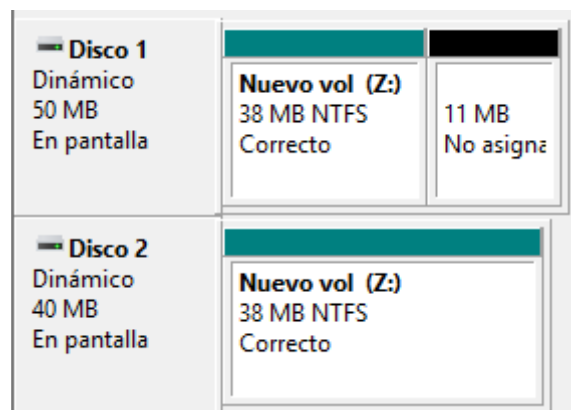 Disco 1
Dinámico
50 MB
En pantalla
Nuevo vol (Z:)
38 MB NTFS
Correcto
11 MB
No asigna
Disco 2
Dinámico
40 MB
En pantalla
Nuevo vol (Z:)
38 MB NTFS
Correcto